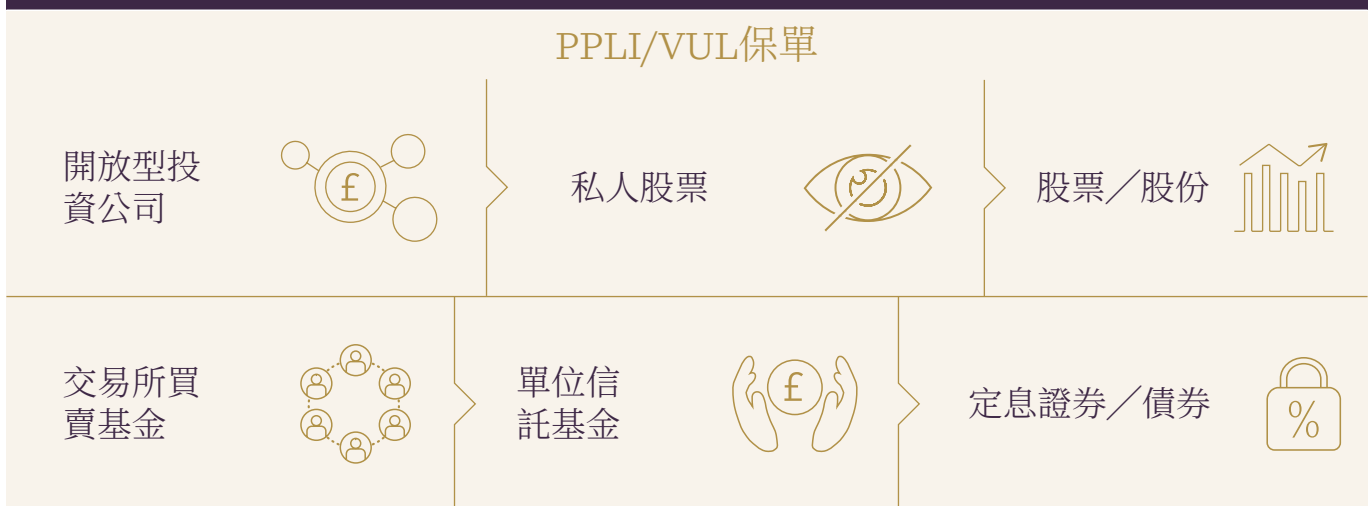 PPLI/VUL保單
開放型投
資公司
£
私人股票
股票／股份
交易所買
賣基金
單位信
託基金
£
定息證券／債券
%